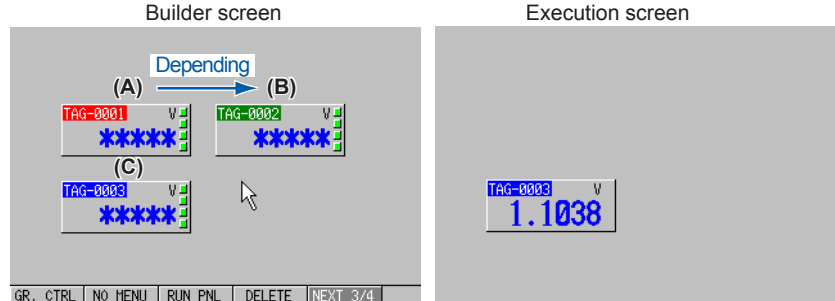 Builder screen
Execution screen
Depending
(A) (B)
TAG-0001 V
*****
TAG-0002 V
*****
(C)
TAG-0003 V
*****
TAG-0003 V
1.1038
GR. CTRL NO MENU RUN PNL DELETE NEXT 3/4